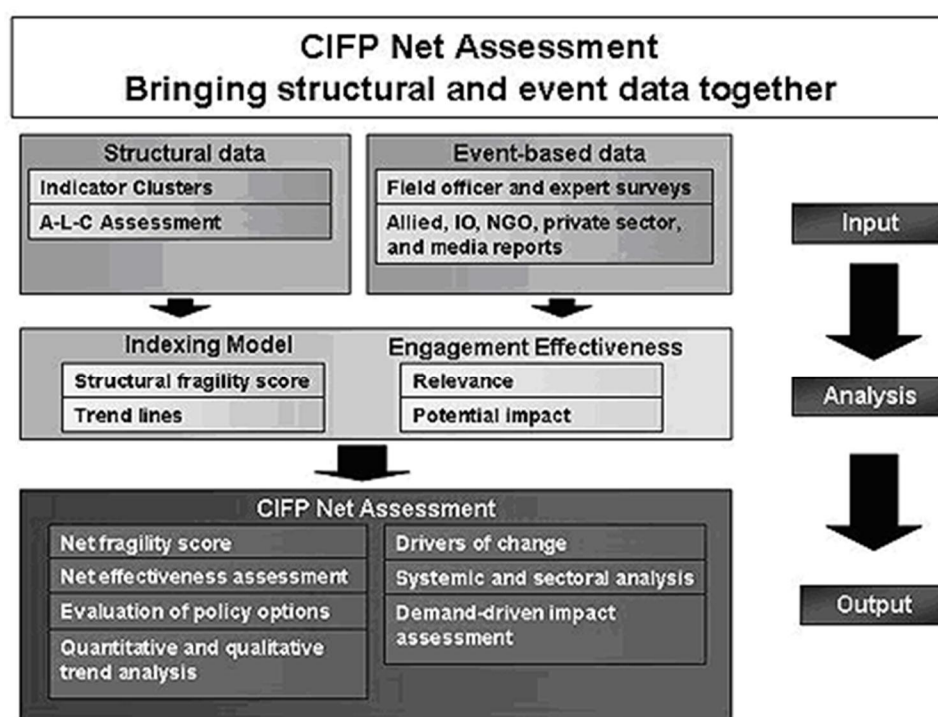 CIFP Net Assessment
Bringing structural and event data together
Structural data
Indicator Clusters
A-L-C Assessment
Event-based data
Field officer and expert surveys
Allied, IO, NGO, private sector,
and media reports
Input
Indexing Model
Structural fragility score
Trend lines
Engagement Effectiveness
Relevance
Potential impact
Analysis
CIFP Net Assessment
Net fragility score
Net effectiveness assessment
Evaluation of policy options
Quantitative and qualitative
trend analysis
Drivers of change
Systemic and sectoral analysis
Demand-driven impact
assessment
Output